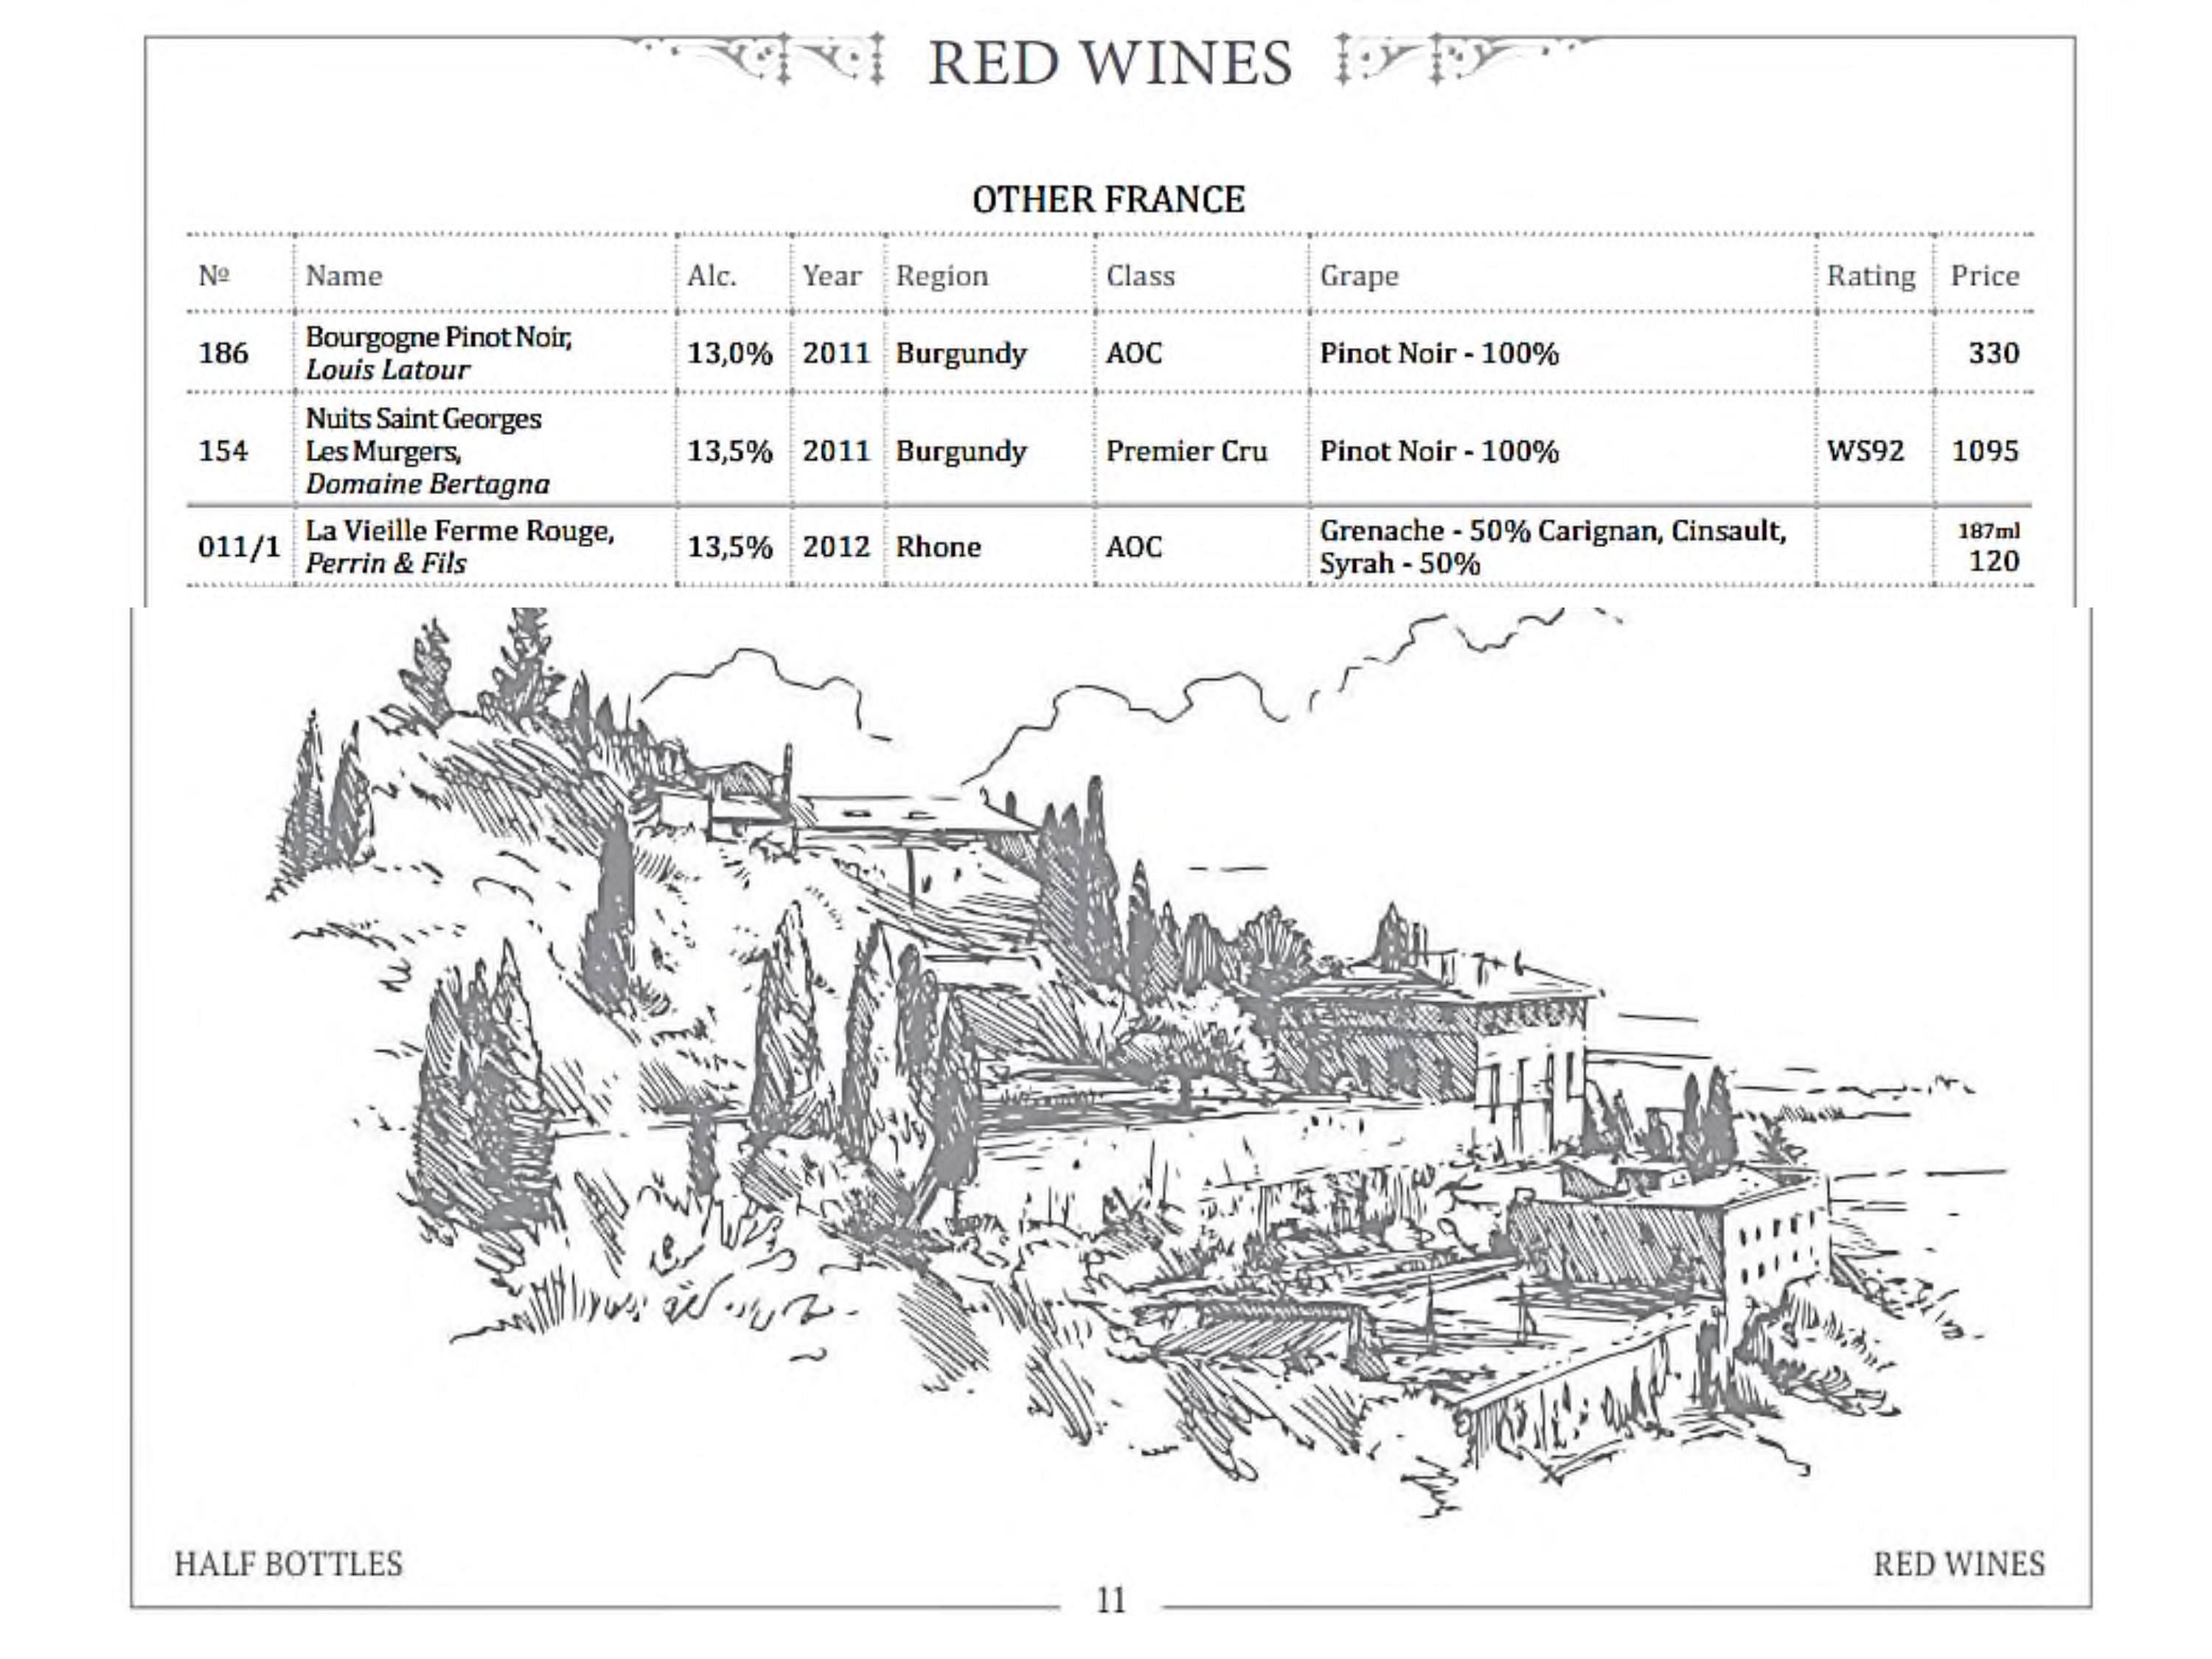 RED WINES
OTHER FRANCE
Nº Name Alc. Year Region Class Grape Rating Price
186 Bourgogne Pinot Noir, 13,0% 2011 Burgundy AOC Pinot Noir - 100% 330
Louis Latour
Nuits Saint Georges
154 Les Murgers, 13,5% 2011 Burgundy Premier Cru Pinot Noir - 100% WS92 1095
Domaine Bertagna
011/1 La Vieille Ferme Rouge, 13,5% 2012 Rhone AOC Grenache - 50% Carignan, Cinsault, 187ml
Perrin & Fils Syrah - 50% 120
HALF BOTTLES RED WINES
11